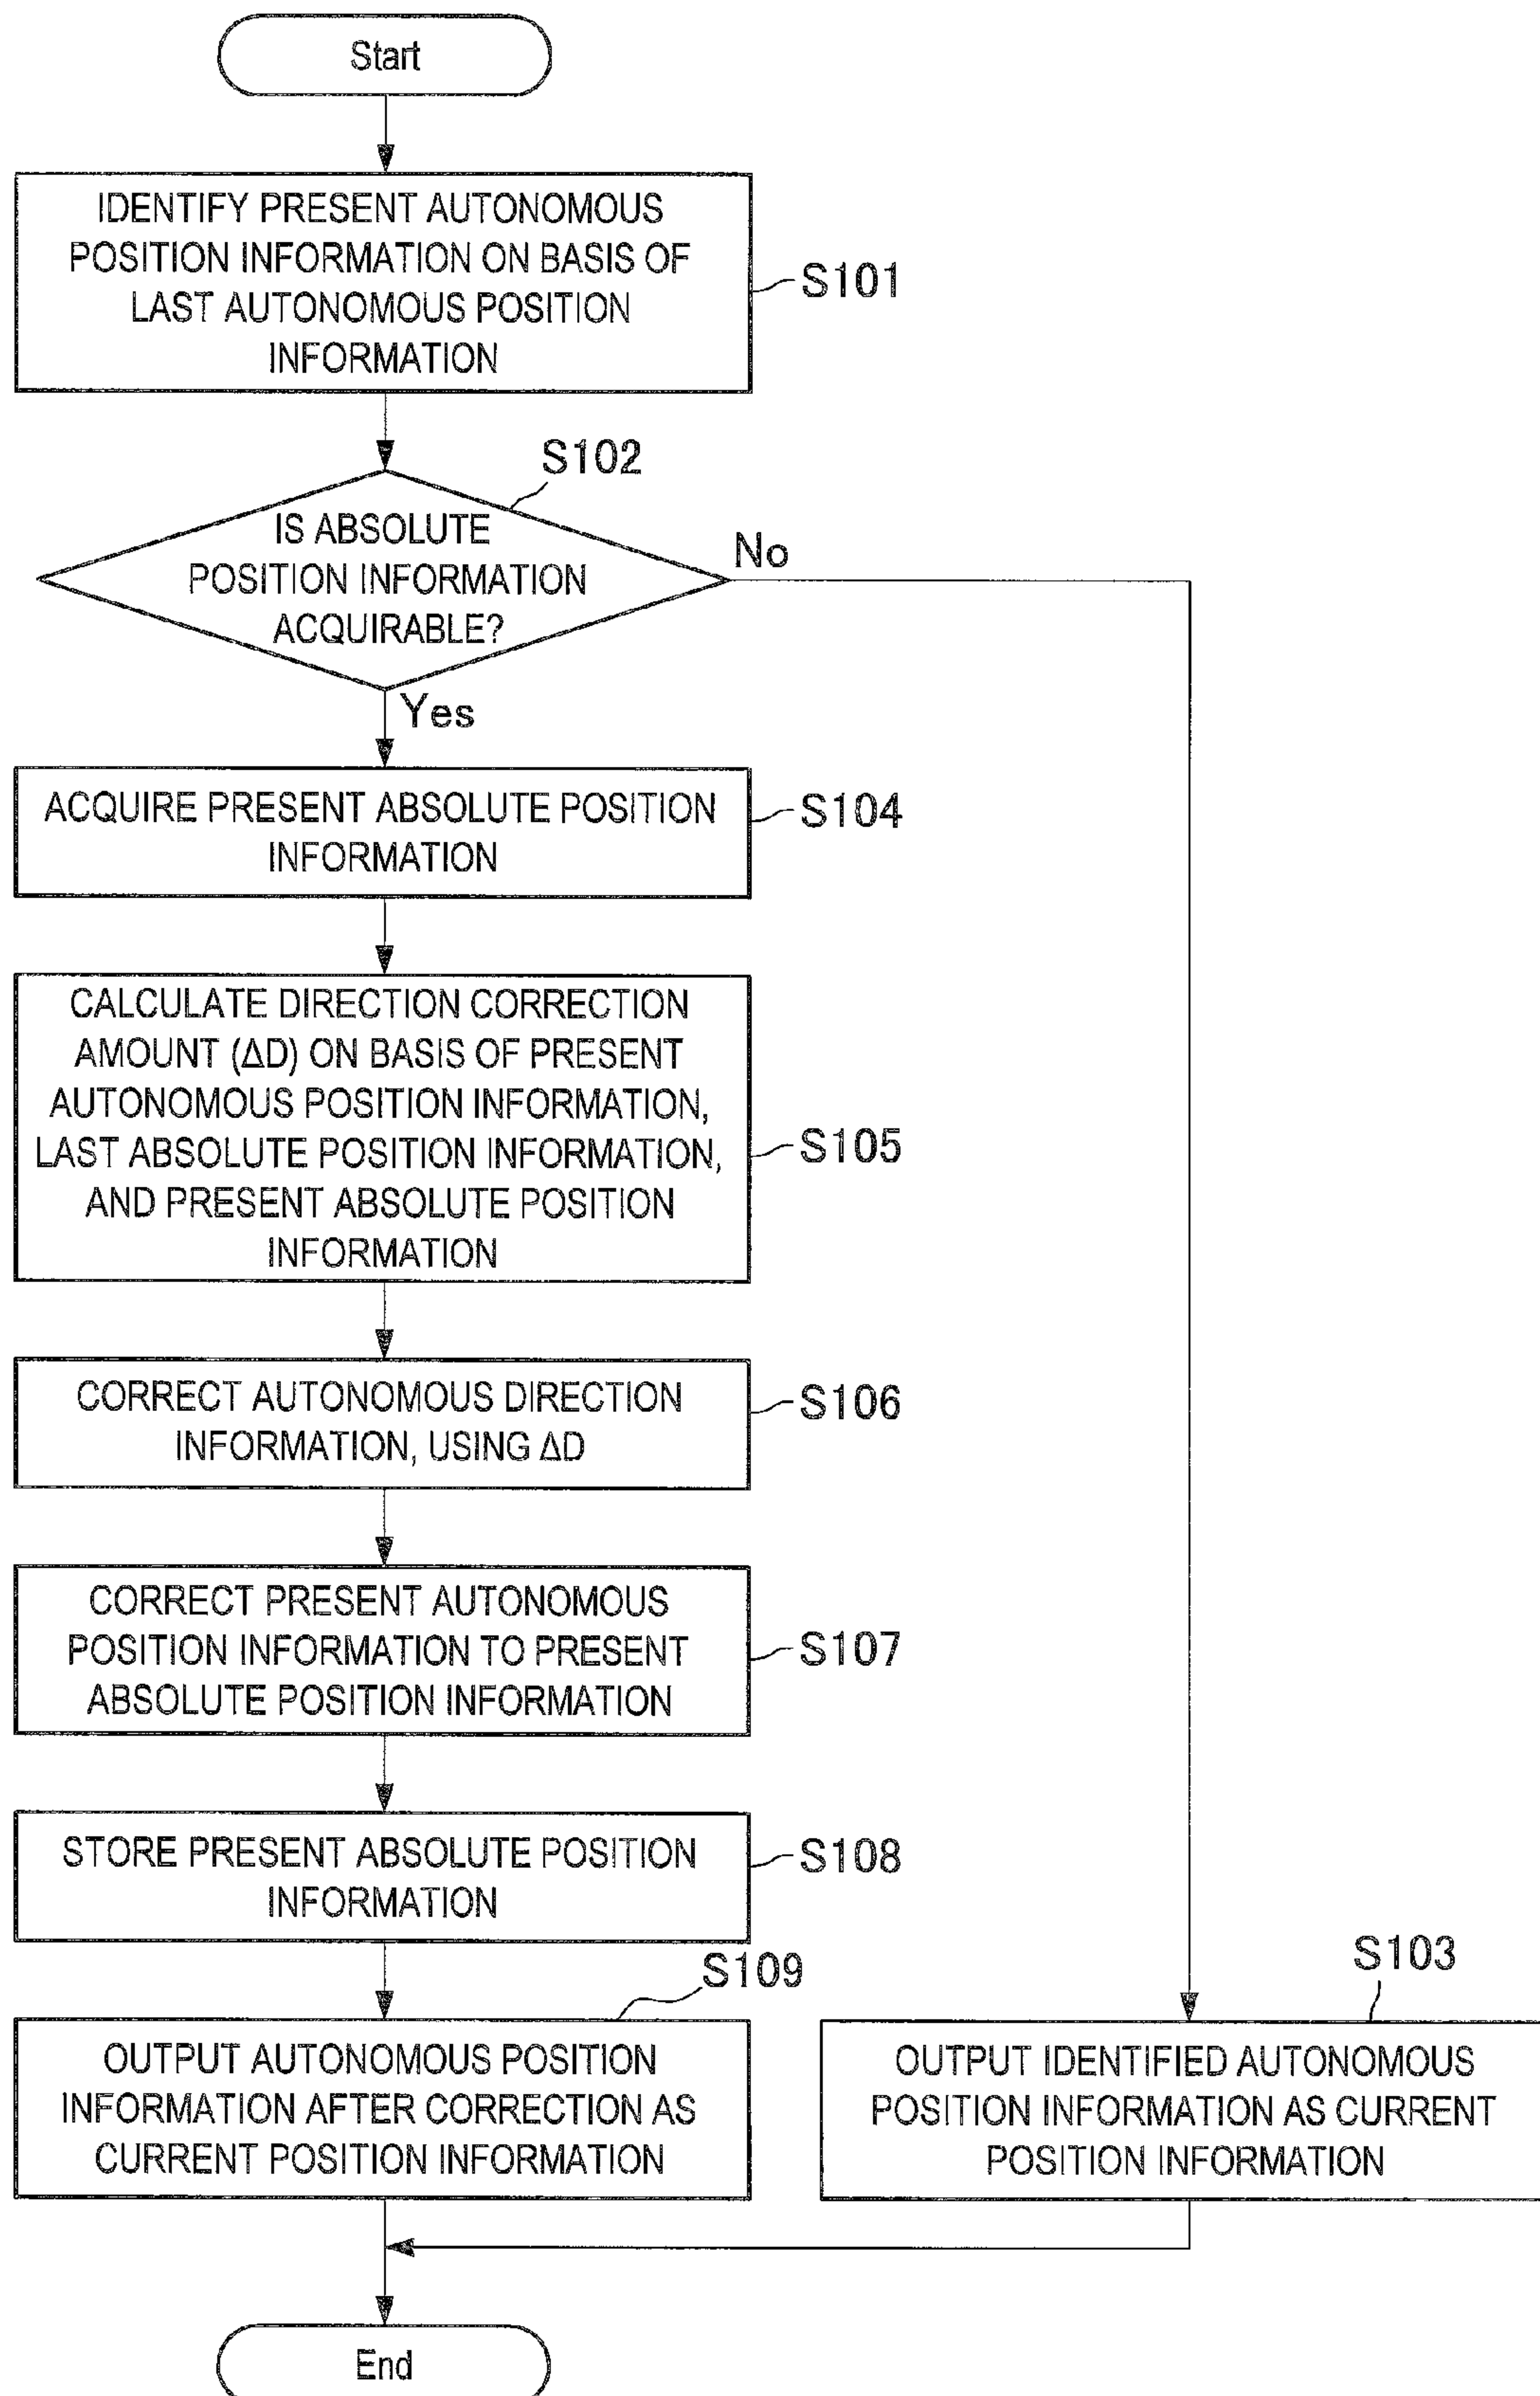 Start
IDENTIFY PRESENT AUTONOMOUS
POSITION INFORMATION ON BASIS OF
LAST AUTONOMOUS POSITION
INFORMATION
S101
S102
IS ABSOLUTE
POSITION INFORMATION
ACQUIRABLE?
No
Yes
ACQUIRE PRESENT ABSOLUTE POSITION
INFORMATION
S104
CALCULATE DIRECTION CORRECTION
AMOUNT (ΔD) ON BASIS OF PRESENT
AUTONOMOUS POSITION INFORMATION,
LAST ABSOLUTE POSITION INFORMATION,
AND PRESENT ABSOLUTE POSITION
INFORMATION
S105
CORRECT AUTONOMOUS DIRECTION
INFORMATION, USING ΔD
S106
CORRECT PRESENT AUTONOMOUS
POSITION INFORMATION TO PRESENT
ABSOLUTE POSITION INFORMATION
S107
STORE PRESENT ABSOLUTE POSITION
INFORMATION
S108
S109
OUTPUT AUTONOMOUS POSITION
INFORMATION AFTER CORRECTION AS
CURRENT POSITION INFORMATION
S103
OUTPUT IDENTIFIED AUTONOMOUS
POSITION INFORMATION AS CURRENT
POSITION INFORMATION
End